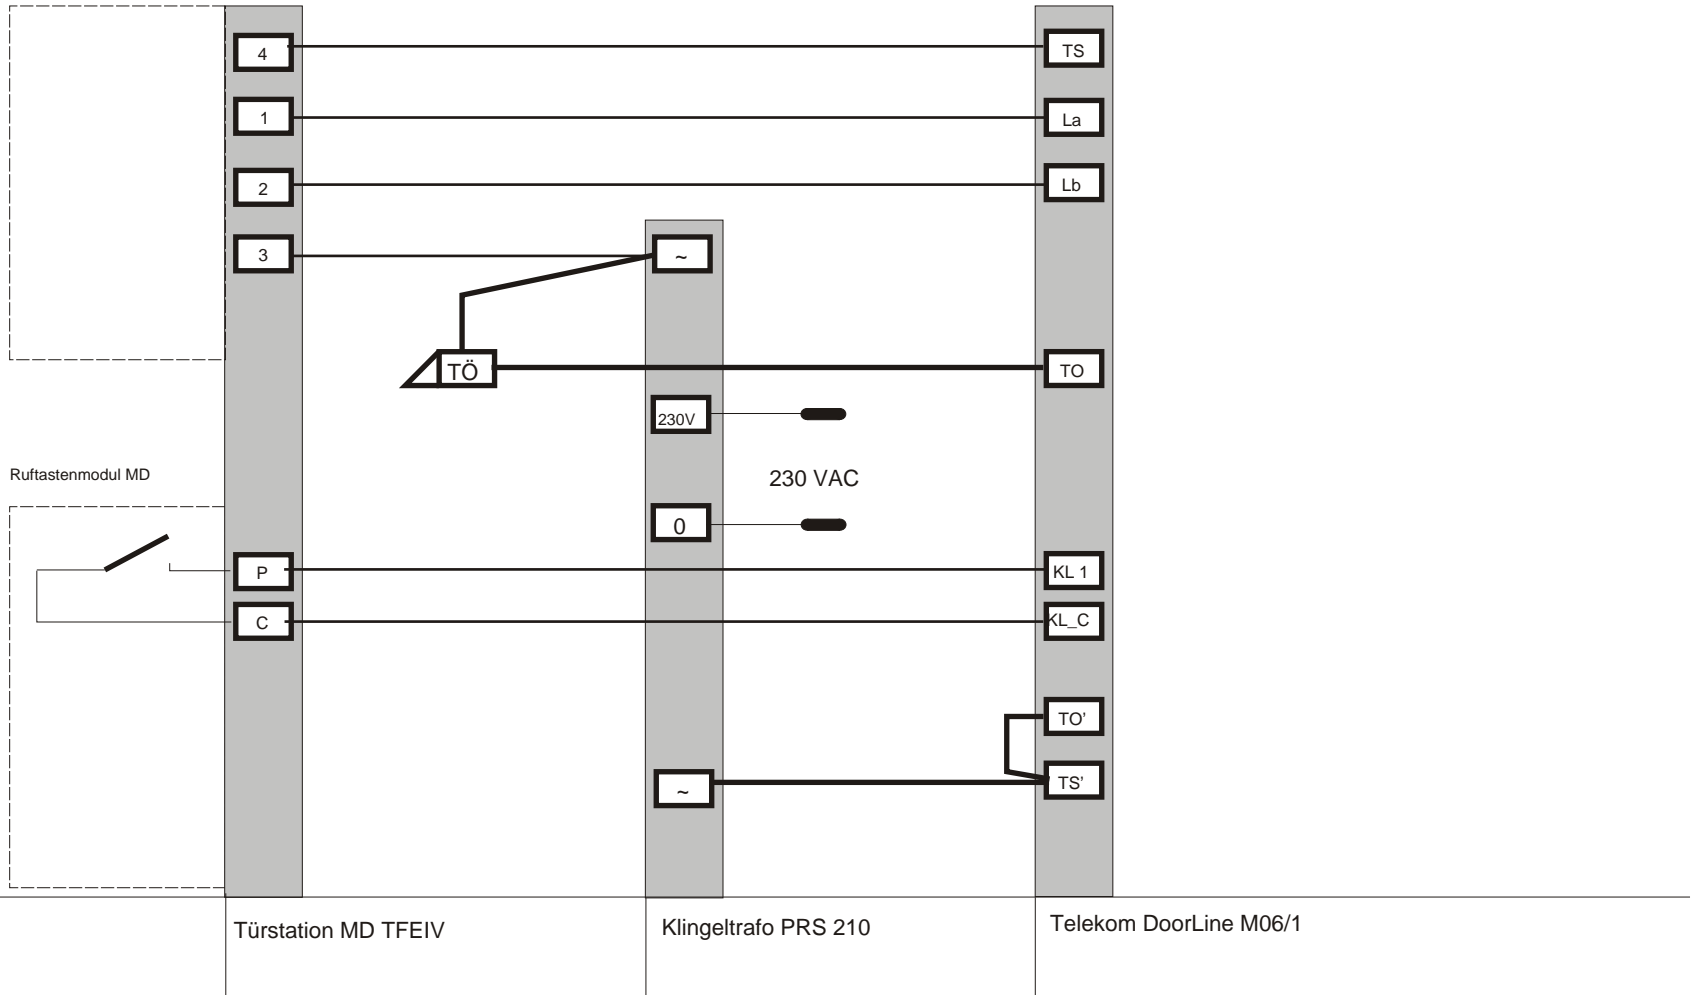 4
TS
1
La
2
Lb
3
~
TÖ
TO
230V
Ruftastenmodul MD
230 VAC
0
P
KL 1
C
KL_C
TO’
TS’
~
Türstation MD TFEIV
Klingeltrafo PRS 210
Telekom DoorLine M06/1